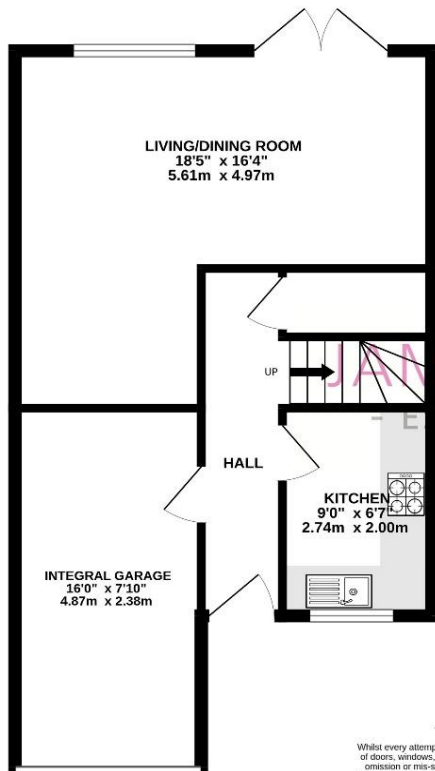 LIVING/DINING ROOM
18'5" x 16'4"
5.61m x 4.97m
UP
JAM
- E
HALL
KITCHEN
9'0" x 6'7"
2.74m x 2.00m
INTEGRAL GARAGE
16'0" x 7'10"
4.87m x 2.38m
Whilst every attemp
of doors, windows,
omission or mis-s